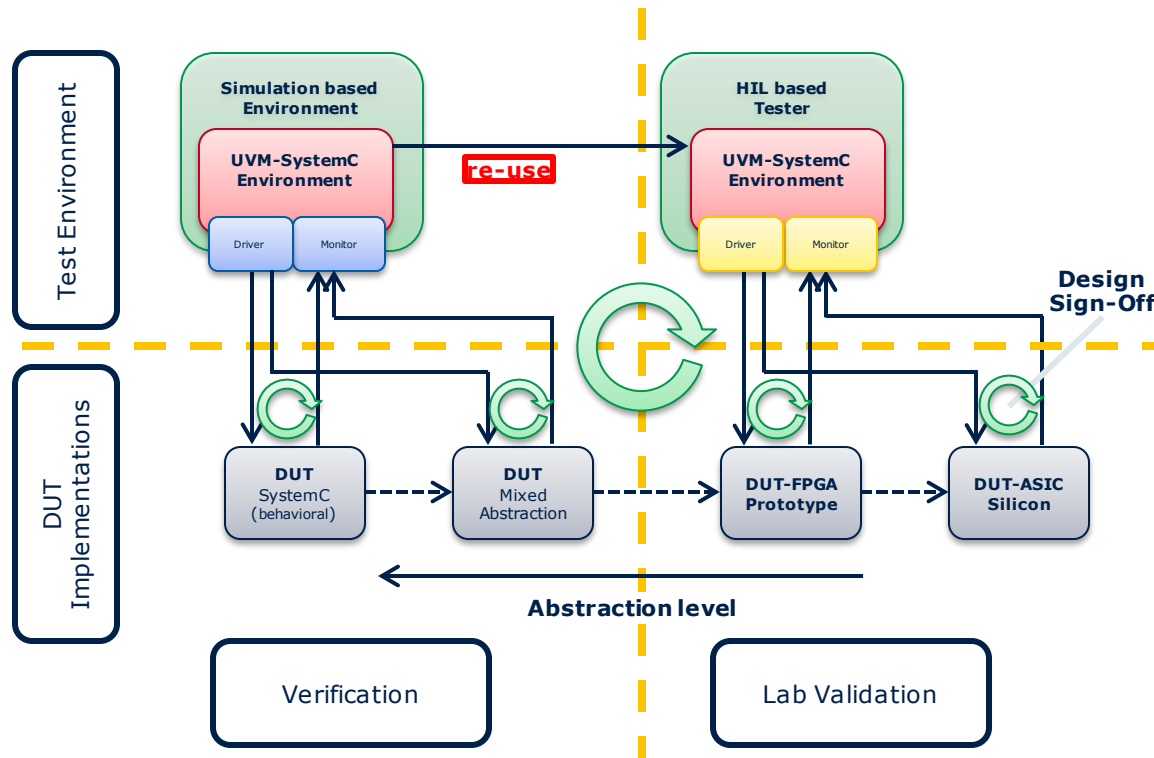 Test Environment
Simulation based
Environment
UVM-SystemC
Environment
Driver
Monitor
re-use
HIL based
Tester
UVM-SystemC
Environment
Driver
Monitor
Design
Sign-Off
DUT
Implementations
DUT
SystemC
(behavioral)
DUT
Mixed
Abstraction
DUT-FPGA
Prototype
DUT-ASIC
Silicon
Abstraction level
Verification
Lab Validation